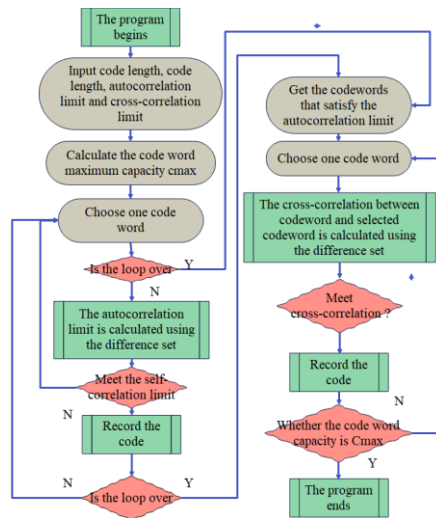 The program
begins
Input code length, code
length, autocorrelation
limit and cross-correlation
limit
Calculate the code word
maximum capacity cmax
Choose one code
word
Is the loop over
Y
N
The autocorrelation
limit is calculated using
the difference set
Meet the self-
correlation limit
N
Record the
code
N
Is the loop over
Y
Get the codewords
that satisfy the
autocorrelation limit
Choose one code word
The cross-correlation between
codeword and selected
codeword is calculated using
the difference set
Meet
cross-correlation ?
Record the
code
N
Whether the code word
capacity is Cmax
Y
The program
ends